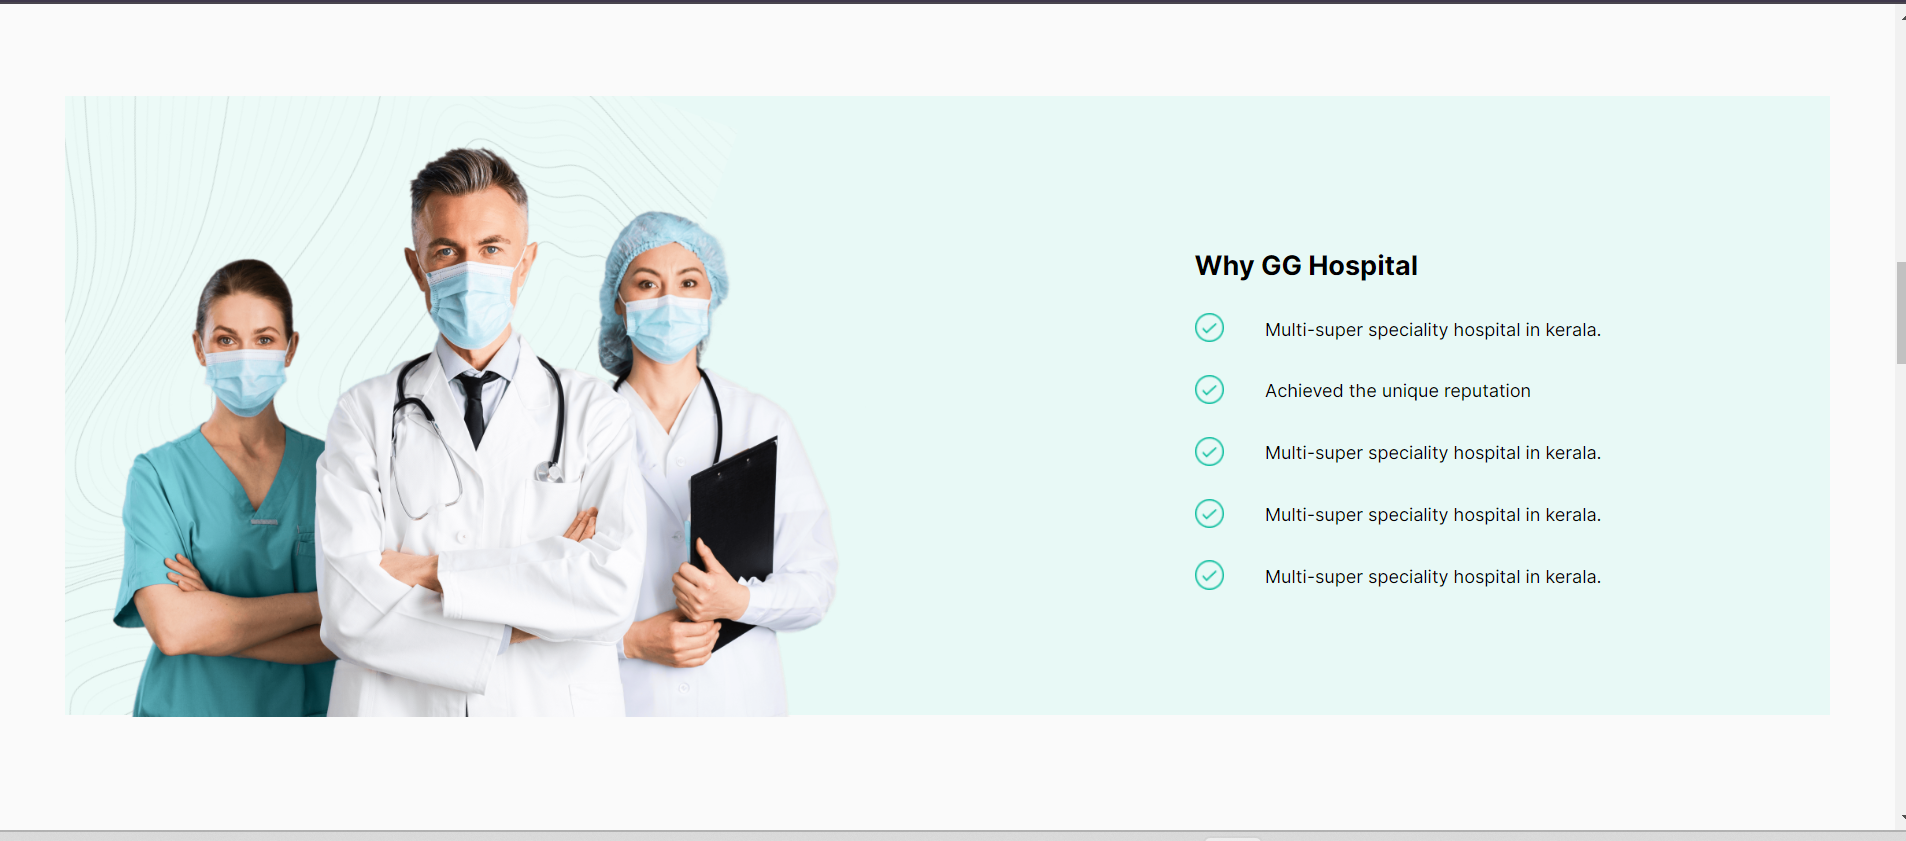 Why GG Hospital
Multi-super speciality hospital in kerala.
Achieved the unique reputation
Multi-super speciality hospital in kerala.
Multi-super speciality hospital in kerala.
Multi-super speciality hospital in kerala.